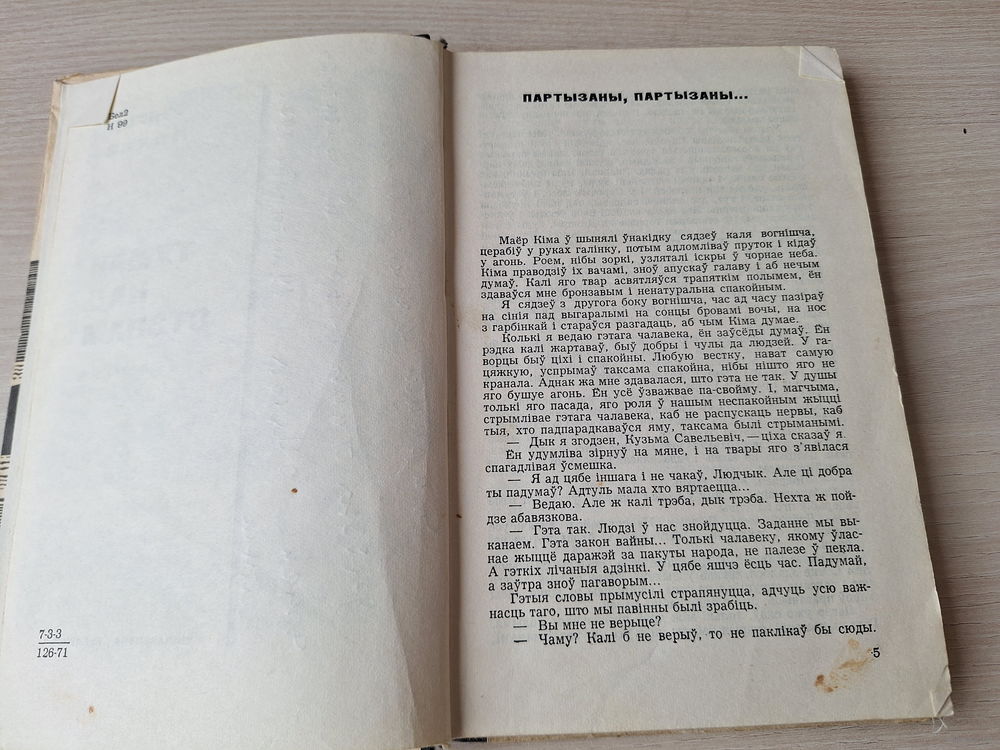 Бел2
Н 99
7-3-3
126-71
ПАРТЫЗАНЫ, ПАРТЫЗАНЫ...
Маёр Кіма ў шынялі ўнакідку сядзеў каля вогнішча,
церабіў у руках галінку, потым адломліваў пруток і кідаў
у агонь. Роем, нібы зоркі, узляталі іскры ў чорнае неба.
Кіма праводзіў іх вачамі, зноў апускаў галаву і аб нечым
думаў. Калі яго твар асвятляўся трапяткім полымем, ён
здаваўся мне бронзавым і ненатуральна спакойным.
Я сядзеў з другога боку вогнішча, час ад часу пазіраў
на сінія пад выгаралымі на сонцы бровамі вочы, на нос
з гарбінкай і стараўся разгадаць, аб чым Кіма думае.
Колькі я ведаю гэтага чалавека, ён заўсёды думаў. Ён
рэдка калі жартаваў, быў добры і чулы да людзей. У га-
ворцы быў ціхі і спакойны. Любую вестку, нават самую
цяжкую, успрымаў таксама спакойна, нібы нішто яго не
кранала. Аднак жа мне здавалася, што гэта не так. У душы
яго бушуе агонь. Ён усё ўзважвае па-свойму. І, магчыма,
толькі яго пасада, яго роля ў нашым неспакойным жыцці
стрымлівае гэтага чалавека, каб не распускаць нервы, каб
тыя, хто падпарадкаваўся яму, таксама былі стрыманымі.
— Дык я згодзен, Кузьма Савельевіч, — ціха сказаў я.
Ён удумліва зірнуў на мяне, і на твары яго з'явілася
спагадлівая ўсмешка.
— Я ад цябе іншага і не чакаў, Людчык. Але ці добра
ты падумаў? Адтуль мала хто вяртаецца...
— Ведаю. Але ж калі трэба, дык трэба. Нехта ж пой-
дзе абавязкова.
— Гэта так. Людзі ў нас знойдуцца. Заданне мы вы-
канаем. Гэта закон вайны... Толькі чалавеку, якому ўлас-
нае жыццё даражэй за пакуты народа, не палезе ў пекла.
А гэткіх лічаныя адзінкі. У цябе яшчэ ёсць час. Падумай,
а заўтра зноў пагаворым...
Гэтыя словы прымусілі страпянуцца, адчуць усю важ-
насць таго, што мы павінны былі зрабіць.
— Вы мне не верыце?
— Чаму? Калі б не верыў, то не паклікаў бы сюды.
5